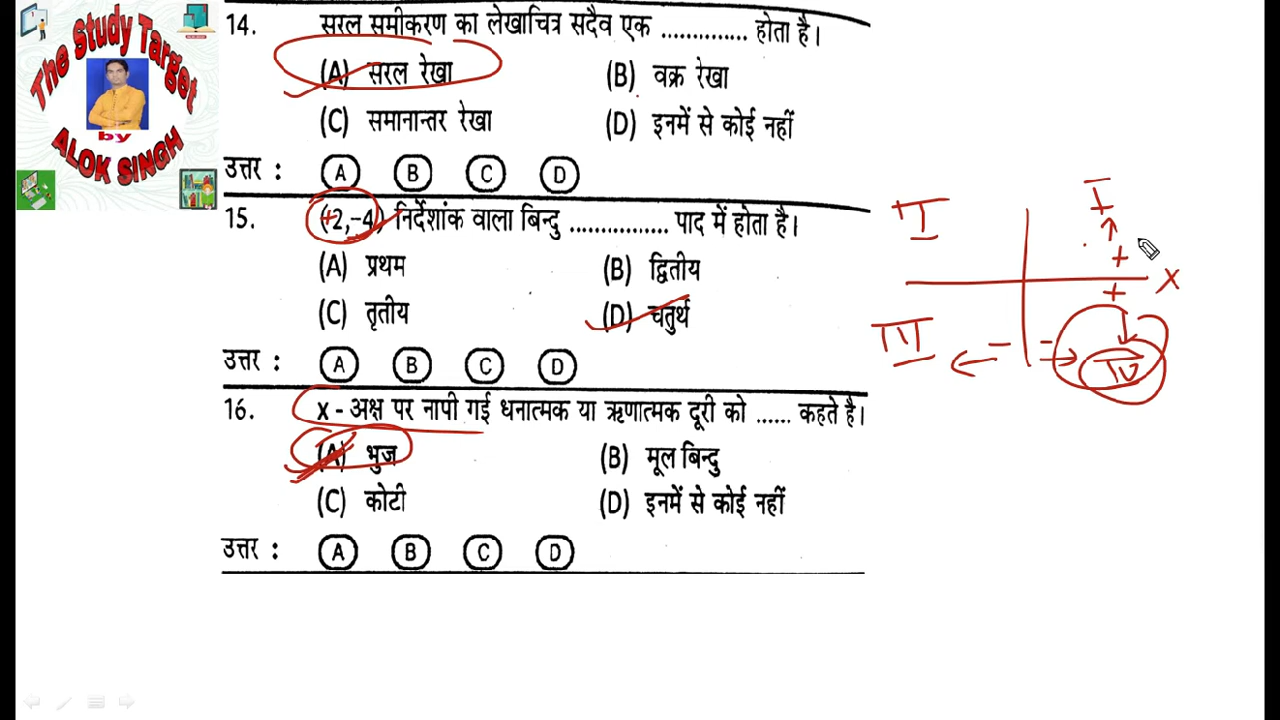 The Study Target
by
ALOK SINGH
14. सरल समीकरण का लेखाचित्र सदैव एक .............. होता है।
(A) सरल रेखा (B) वक्र रेखा
(C) समानान्तर रेखा (D) इनमें से कोई नहीं
उत्तर : A B C D
15. (+2,-4) निर्देशांक वाला बिन्दु ................ पाद में होता है।
(A) प्रथम (B) द्वितीय
(C) तृतीय (D) चतुर्थ
उत्तर : A B C D
16. x - अक्ष पर नापी गई धनात्मक या ऋणात्मक दूरी को ...... कहते है।
(A) भुज (B) मूल बिन्दु
(C) कोटी (D) इनमें से कोई नहीं
उत्तर : A B C D
I
+
x
+
- -
IV